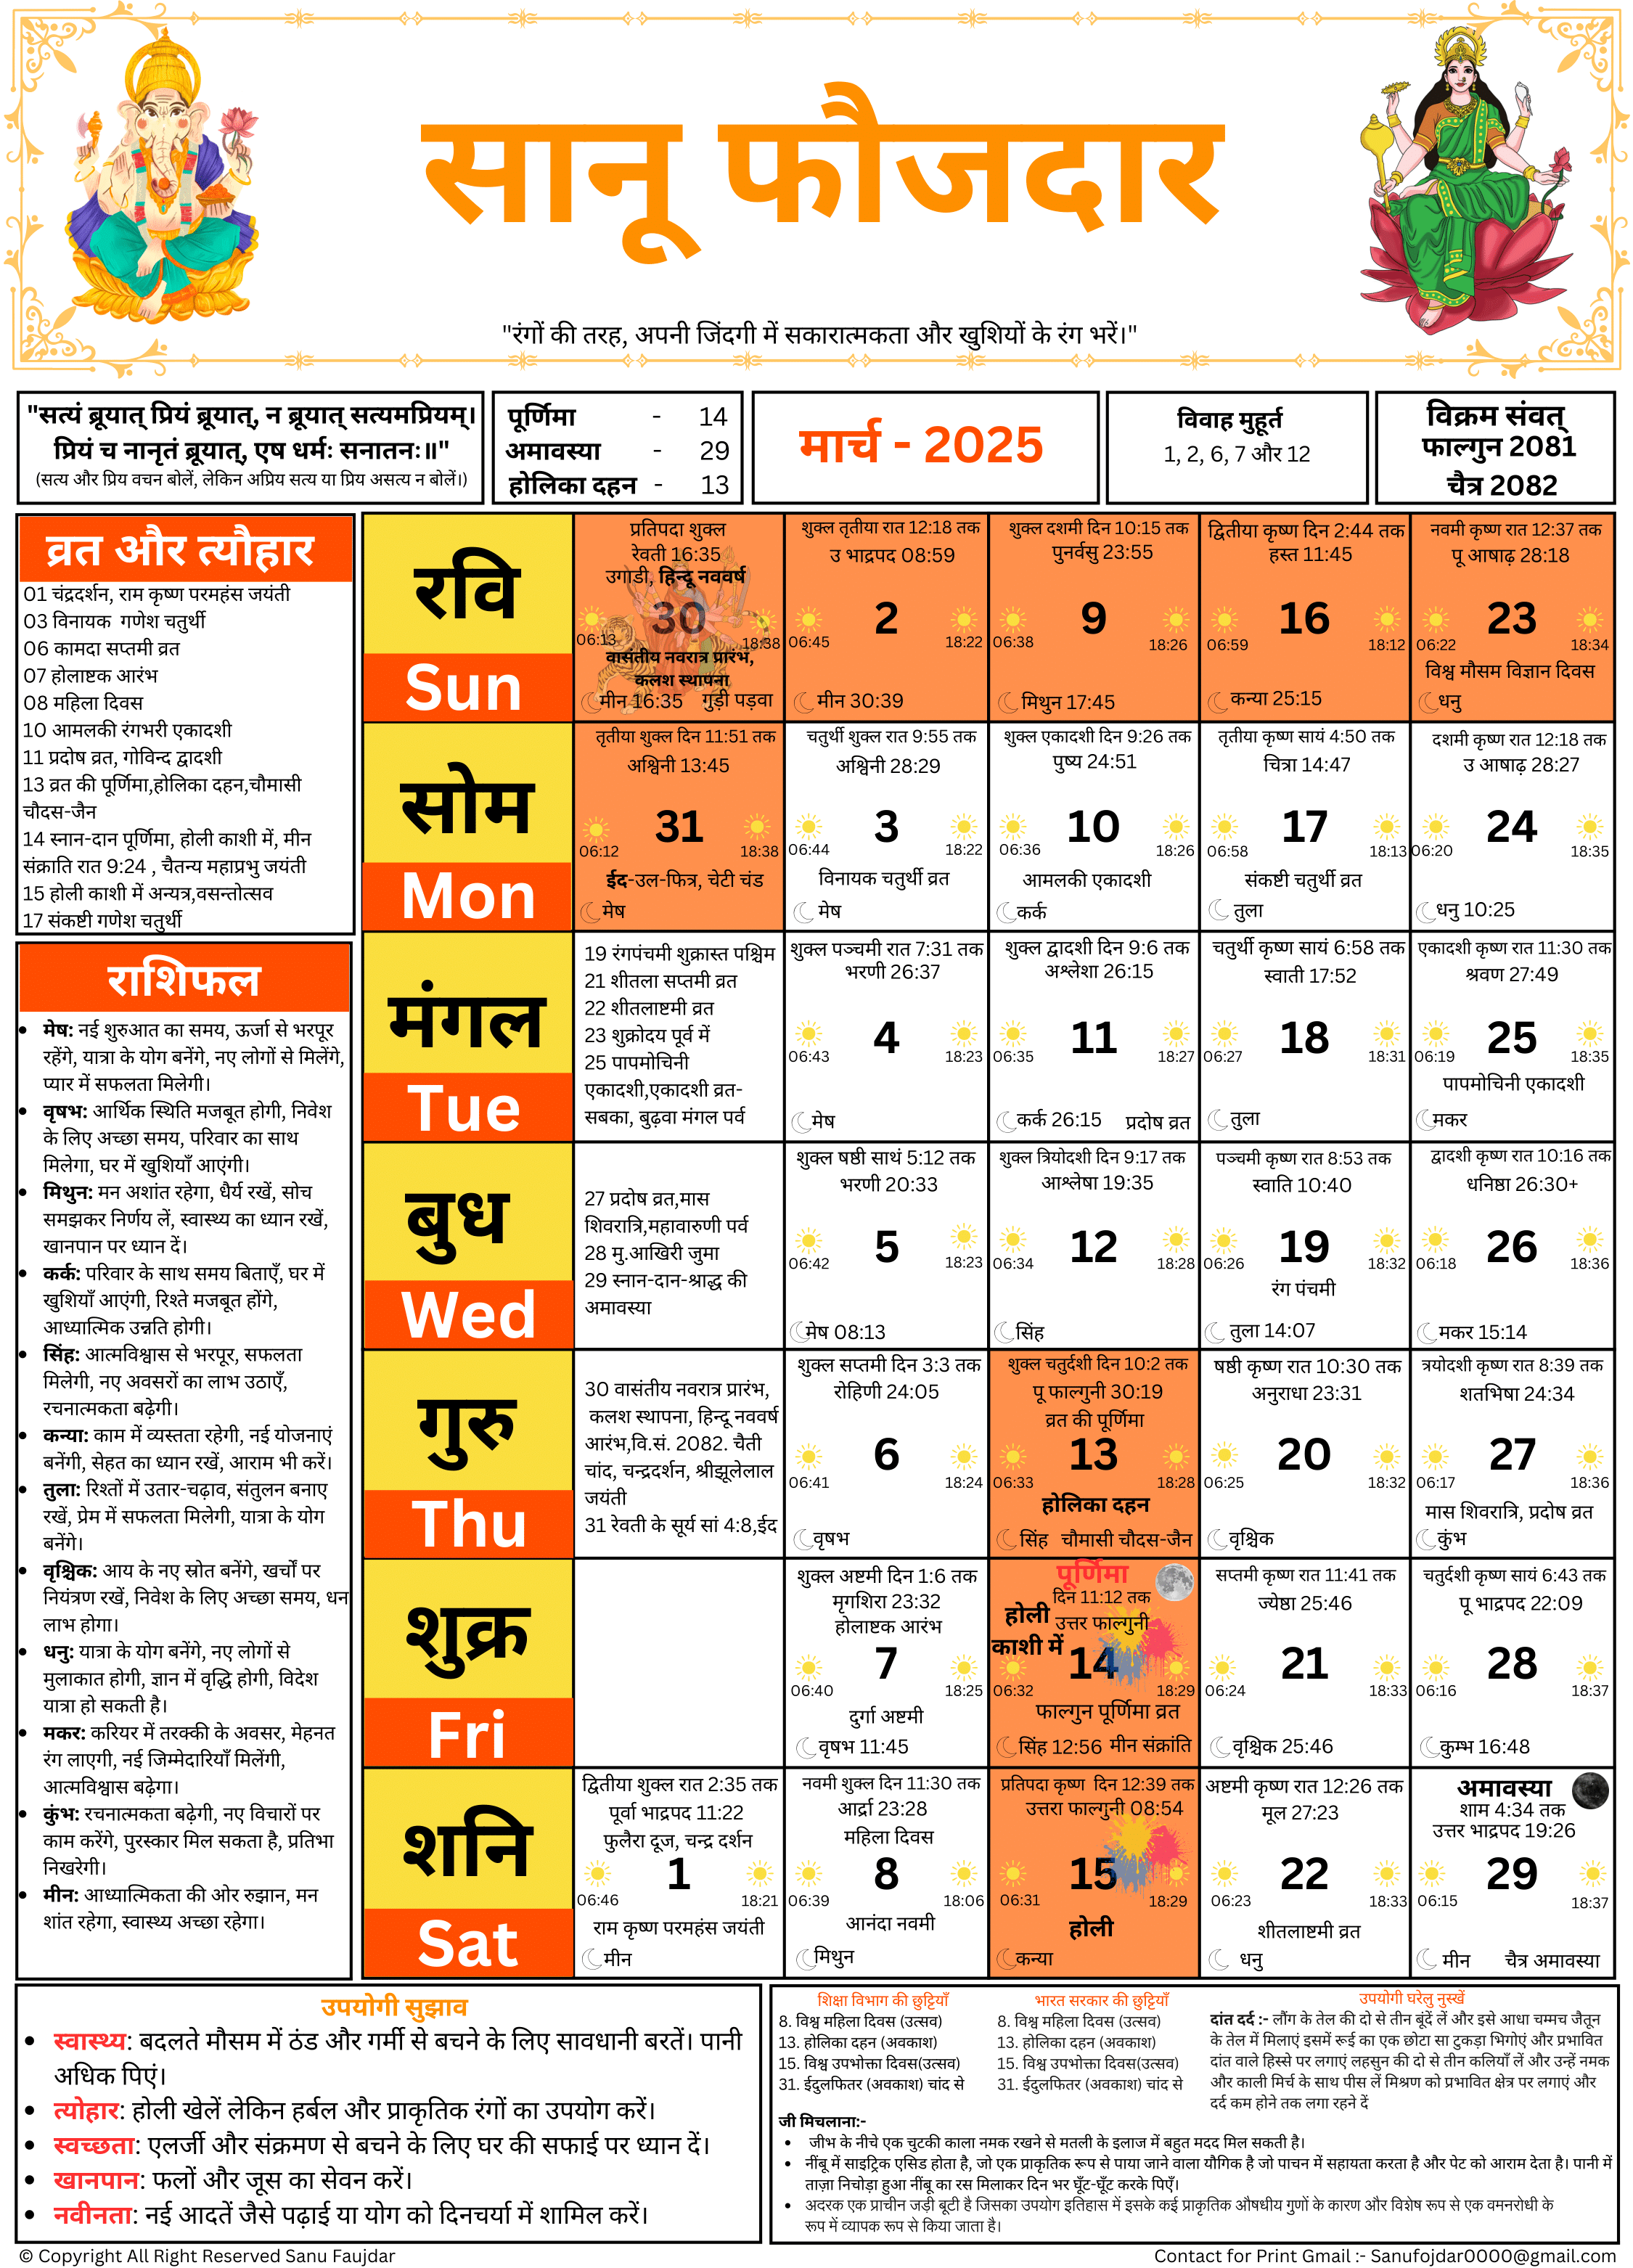 सानू फौजदार
"रंगों की तरह, अपनी जिंदगी में सकारात्मकता और खुशियों के रंग भरें।"
"सत्यं ब्रूयात् प्रियं ब्रूयात्, न ब्रूयात् सत्यमप्रियम्।
प्रियं च नानृतं ब्रूयात्, एष धर्मः सनातनः॥"
(सत्य और प्रिय वचन बोलें, लेकिन अप्रिय सत्य या प्रिय असत्य न बोलें।)
पूर्णिमा - 14
अमावस्या - 29
होलिका दहन - 13
मार्च - 2025
विवाह मुहूर्त
1, 2, 6, 7 और 12
विक्रम संवत्
फाल्गुन 2081
चैत्र 2082
व्रत और त्यौहार
01 चंद्रदर्शन, राम कृष्ण परमहंस जयंती
03 विनायक गणेश चतुर्थी
06 कामदा सप्तमी व्रत
07 होलाष्टक आरंभ
08 महिला दिवस
10 आमलकी रंगभरी एकादशी
11 प्रदोष व्रत, गोविन्द द्वादशी
13 व्रत की पूर्णिमा,होलिका दहन,चौमासी
चौदस-जैन
14 स्नान-दान पूर्णिमा, होली काशी में, मीन
संक्राति रात 9:24 , चैतन्य महाप्रभु जयंती
15 होली काशी में अन्यत्र,वसन्तोत्सव
17 संकष्टी गणेश चतुर्थी
राशिफल
• मेष: नई शुरुआत का समय, ऊर्जा से भरपूर
रहेंगे, यात्रा के योग बनेंगे, नए लोगों से मिलेंगे,
प्यार में सफलता मिलेगी।
• वृषभ: आर्थिक स्थिति मजबूत होगी, निवेश
के लिए अच्छा समय, परिवार का साथ
मिलेगा, घर में खुशियाँ आएंगी।
• मिथुन: मन अशांत रहेगा, धैर्य रखें, सोच
समझकर निर्णय लें, स्वास्थ्य का ध्यान रखें,
खानपान पर ध्यान दें।
• कर्क: परिवार के साथ समय बिताएँ, घर में
खुशियाँ आएंगी, रिश्ते मजबूत होंगे,
आध्यात्मिक उन्नति होगी।
• सिंह: आत्मविश्वास से भरपूर, सफलता
मिलेगी, नए अवसरों का लाभ उठाएँ,
रचनात्मकता बढ़ेगी।
• कन्या: काम में व्यस्तता रहेगी, नई योजनाएं
बनेंगी, सेहत का ध्यान रखें, आराम भी करें।
• तुला: रिश्तों में उतार-चढ़ाव, संतुलन बनाए
रखें, प्रेम में सफलता मिलेगी, यात्रा के योग
बनेंगे।
• वृश्चिक: आय के नए स्रोत बनेंगे, खर्चों पर
नियंत्रण रखें, निवेश के लिए अच्छा समय, धन
लाभ होगा।
• धनु: यात्रा के योग बनेंगे, नए लोगों से
मुलाकात होगी, ज्ञान में वृद्धि होगी, विदेश
यात्रा हो सकती है।
• मकर: करियर में तरक्की के अवसर, मेहनत
रंग लाएगी, नई जिम्मेदारियाँ मिलेंगी,
आत्मविश्वास बढ़ेगा।
• कुंभ: रचनात्मकता बढ़ेगी, नए विचारों पर
काम करेंगे, पुरस्कार मिल सकता है, प्रतिभा
निखरेगी।
• मीन: आध्यात्मिकता की ओर रुझान, मन
शांत रहेगा, स्वास्थ्य अच्छा रहेगा।
रवि
Sun
प्रतिपदा शुक्ल
रेवती 16:35
उगाडी, हिन्दू नववर्ष
30
06:13 18:38
वासंतीय नवरात्र प्रारंभ,
कलश स्थापना
मीन 16:35 गुड़ी पड़वा
शुक्ल तृतीया रात 12:18 तक
उ भाद्रपद 08:59
2
06:45 18:22
मीन 30:39
शुक्ल दशमी दिन 10:15 तक
पुनर्वसु 23:55
9
06:38 18:26
मिथुन 17:45
द्वितीया कृष्ण दिन 2:44 तक
हस्त 11:45
16
06:59 18:12
कन्या 25:15
नवमी कृष्ण रात 12:37 तक
पू आषाढ़ 28:18
23
06:22 18:34
विश्व मौसम विज्ञान दिवस
धनु
सोम
Mon
तृतीया शुक्ल दिन 11:51 तक
अश्विनी 13:45
31
06:12 18:38
ईद-उल-फित्र, चेटी चंड
मेष
चतुर्थी शुक्ल रात 9:55 तक
अश्विनी 28:29
3
06:44 18:22
विनायक चतुर्थी व्रत
मेष
शुक्ल एकादशी दिन 9:26 तक
पुष्य 24:51
10
06:36 18:26
आमलकी एकादशी
कर्क
तृतीया कृष्ण सायं 4:50 तक
चित्रा 14:47
17
06:58 18:13
संकष्टी चतुर्थी व्रत
तुला
दशमी कृष्ण रात 12:18 तक
उ आषाढ़ 28:27
24
06:20 18:35
धनु 10:25
मंगल
Tue
19 रंगपंचमी शुक्रास्त पश्चिम
21 शीतला सप्तमी व्रत
22 शीतलाष्टमी व्रत
23 शुक्रोदय पूर्व में
25 पापमोचिनी
एकादशी,एकादशी व्रत-
सबका, बुढ़वा मंगल पर्व
शुक्ल पञ्चमी रात 7:31 तक
भरणी 26:37
4
06:43 18:23
मेष
शुक्ल द्वादशी दिन 9:6 तक
अश्लेशा 26:15
11
06:35 18:27
कर्क 26:15 प्रदोष व्रत
चतुर्थी कृष्ण सायं 6:58 तक
स्वाती 17:52
18
06:27 18:31
तुला
एकादशी कृष्ण रात 11:30 तक
श्रवण 27:49
25
06:19 18:35
पापमोचिनी एकादशी
मकर
बुध
Wed
27 प्रदोष व्रत,मास
शिवरात्रि,महावारुणी पर्व
28 मु.आखिरी जुमा
29 स्नान-दान-श्राद्ध की
अमावस्या
शुक्ल षष्ठी साथं 5:12 तक
भरणी 20:33
5
06:42 18:23
मेष 08:13
शुक्ल त्रियोदशी दिन 9:17 तक
आश्लेषा 19:35
12
06:34 18:28
सिंह
पञ्चमी कृष्ण रात 8:53 तक
स्वाति 10:40
19
06:26 18:32
रंग पंचमी
तुला 14:07
द्वादशी कृष्ण रात 10:16 तक
धनिष्ठा 26:30+
26
06:18 18:36
मकर 15:14
गुरु
Thu
30 वासंतीय नवरात्र प्रारंभ,
कलश स्थापना, हिन्दू नववर्ष
आरंभ,वि.सं. 2082. चैती
चांद, चन्द्रदर्शन, श्रीझूलेलाल
जयंती
31 रेवती के सूर्य सां 4:8,ईद
शुक्ल सप्तमी दिन 3:3 तक
रोहिणी 24:05
6
06:41 18:24
वृषभ
शुक्ल चतुर्दशी दिन 10:2 तक
पू फाल्गुनी 30:19
व्रत की पूर्णिमा
13
06:33 18:28
होलिका दहन
सिंह चौमासी चौदस-जैन
षष्ठी कृष्ण रात 10:30 तक
अनुराधा 23:31
20
06:25 18:32
वृश्चिक
त्रयोदशी कृष्ण रात 8:39 तक
शतभिषा 24:34
27
06:17 18:36
मास शिवरात्रि, प्रदोष व्रत
कुंभ
शुक्र
Fri
शुक्ल अष्टमी दिन 1:6 तक
मृगशिरा 23:32
होलाष्टक आरंभ
7
06:40 18:25
दुर्गा अष्टमी
वृषभ 11:45
पूर्णिमा
दिन 11:12 तक
होली उत्तर फाल्गुनी
काशी में 14
06:32 18:29
फाल्गुन पूर्णिमा व्रत
सिंह 12:56 मीन संक्रांति
सप्तमी कृष्ण रात 11:41 तक
ज्येष्ठा 25:46
21
06:24 18:33
वृश्चिक 25:46
चतुर्दशी कृष्ण सायं 6:43 तक
पू भाद्रपद 22:09
28
06:16 18:37
कुम्भ 16:48
शनि
Sat
द्वितीया शुक्ल रात 2:35 तक
पूर्वा भाद्रपद 11:22
फुलैरा दूज, चन्द्र दर्शन
1
06:46 18:21
राम कृष्ण परमहंस जयंती
मीन
नवमी शुक्ल दिन 11:30 तक
आर्द्रा 23:28
महिला दिवस
8
06:39 18:06
आनंदा नवमी
मिथुन
प्रतिपदा कृष्ण दिन 12:39 तक
उत्तरा फाल्गुनी 08:54
15
06:31 18:29
होली
कन्या
अष्टमी कृष्ण रात 12:26 तक
मूल 27:23
22
06:23 18:33
शीतलाष्टमी व्रत
धनु
अमावस्या
शाम 4:34 तक
उत्तर भाद्रपद 19:26
29
06:15 18:37
मीन चैत्र अमावस्या
उपयोगी सुझाव
• स्वास्थ्य: बदलते मौसम में ठंड और गर्मी से बचने के लिए सावधानी बरतें। पानी
अधिक पिएं।
• त्योहार: होली खेलें लेकिन हर्बल और प्राकृतिक रंगों का उपयोग करें।
• स्वच्छता: एलर्जी और संक्रमण से बचने के लिए घर की सफाई पर ध्यान दें।
• खानपान: फलों और जूस का सेवन करें।
• नवीनता: नई आदतें जैसे पढ़ाई या योग को दिनचर्या में शामिल करें।
शिक्षा विभाग की छुट्टियाँ
8. विश्व महिला दिवस (उत्सव)
13. होलिका दहन (अवकाश)
15. विश्व उपभोक्ता दिवस(उत्सव)
31. ईदुलफितर (अवकाश) चांद से
भारत सरकार की छुट्टियाँ
8. विश्व महिला दिवस (उत्सव)
13. होलिका दहन (अवकाश)
15. विश्व उपभोक्ता दिवस(उत्सव)
31. ईदुलफितर (अवकाश) चांद से
उपयोगी घरेलु नुस्खें
दांत दर्द :- लौंग के तेल की दो से तीन बूंदें लें और इसे आधा चम्मच जैतून
के तेल में मिलाएं इसमें रूई का एक छोटा सा टुकड़ा भिगोएं और प्रभावित
दांत वाले हिस्से पर लगाएं लहसुन की दो से तीन कलियाँ लें और उन्हें नमक
और काली मिर्च के साथ पीस लें मिश्रण को प्रभावित क्षेत्र पर लगाएं और
दर्द कम होने तक लगा रहने दें
जी मिचलाना:-
• जीभ के नीचे एक चुटकी काला नमक रखने से मतली के इलाज में बहुत मदद मिल सकती है।
• नींबू में साइट्रिक एसिड होता है, जो एक प्राकृतिक रूप से पाया जाने वाला यौगिक है जो पाचन में सहायता करता है और पेट को आराम देता है। पानी में
ताज़ा निचोड़ा हुआ नींबू का रस मिलाकर दिन भर घूँट-घूँट करके पिएँ।
• अदरक एक प्राचीन जड़ी बूटी है जिसका उपयोग इतिहास में इसके कई प्राकृतिक औषधीय गुणों के कारण और विशेष रूप से एक वमनरोधी के
रूप में व्यापक रूप से किया जाता है।
© Copyright All Right Reserved Sanu Faujdar
Contact for Print Gmail :- Sanufojdar0000@gmail.com